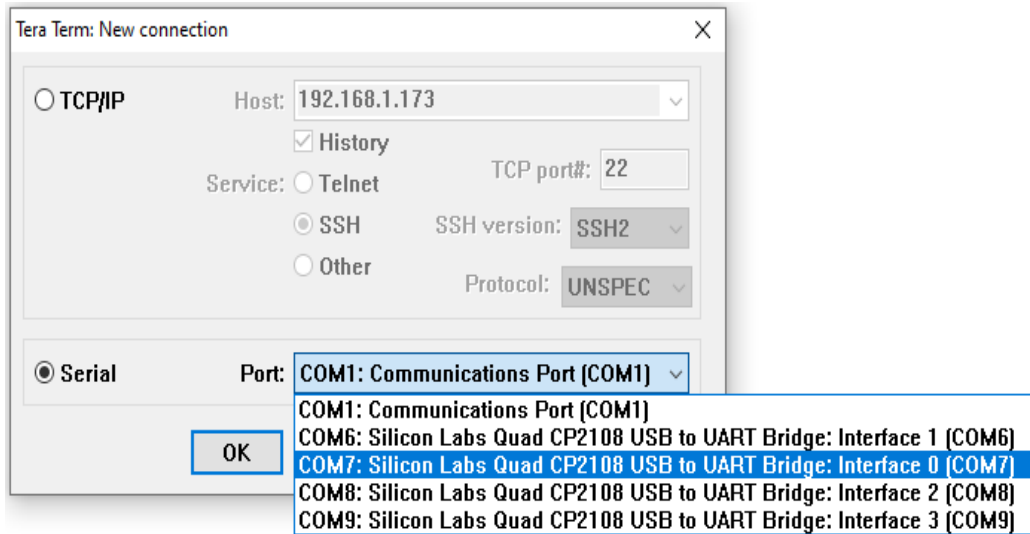 Tera Term: New connection
TCP/IP
Host: 192.168.1.173
History
Service: Telnet
TCP port#: 22
SSH
SSH version: SSH2
Other
Protocol: UNSPEC
Serial
Port: COM1: Communications Port (COM1)
COM1: Communications Port (COM1)
COM6: Silicon Labs Quad CP2108 USB to UART Bridge: Interface 1 (COM6)
OK
COM7: Silicon Labs Quad CP2108 USB to UART Bridge: Interface 0 (COM7)
COM8: Silicon Labs Quad CP2108 USB to UART Bridge: Interface 2 (COM8)
COM9: Silicon Labs Quad CP2108 USB to UART Bridge: Interface 3 (COM9)